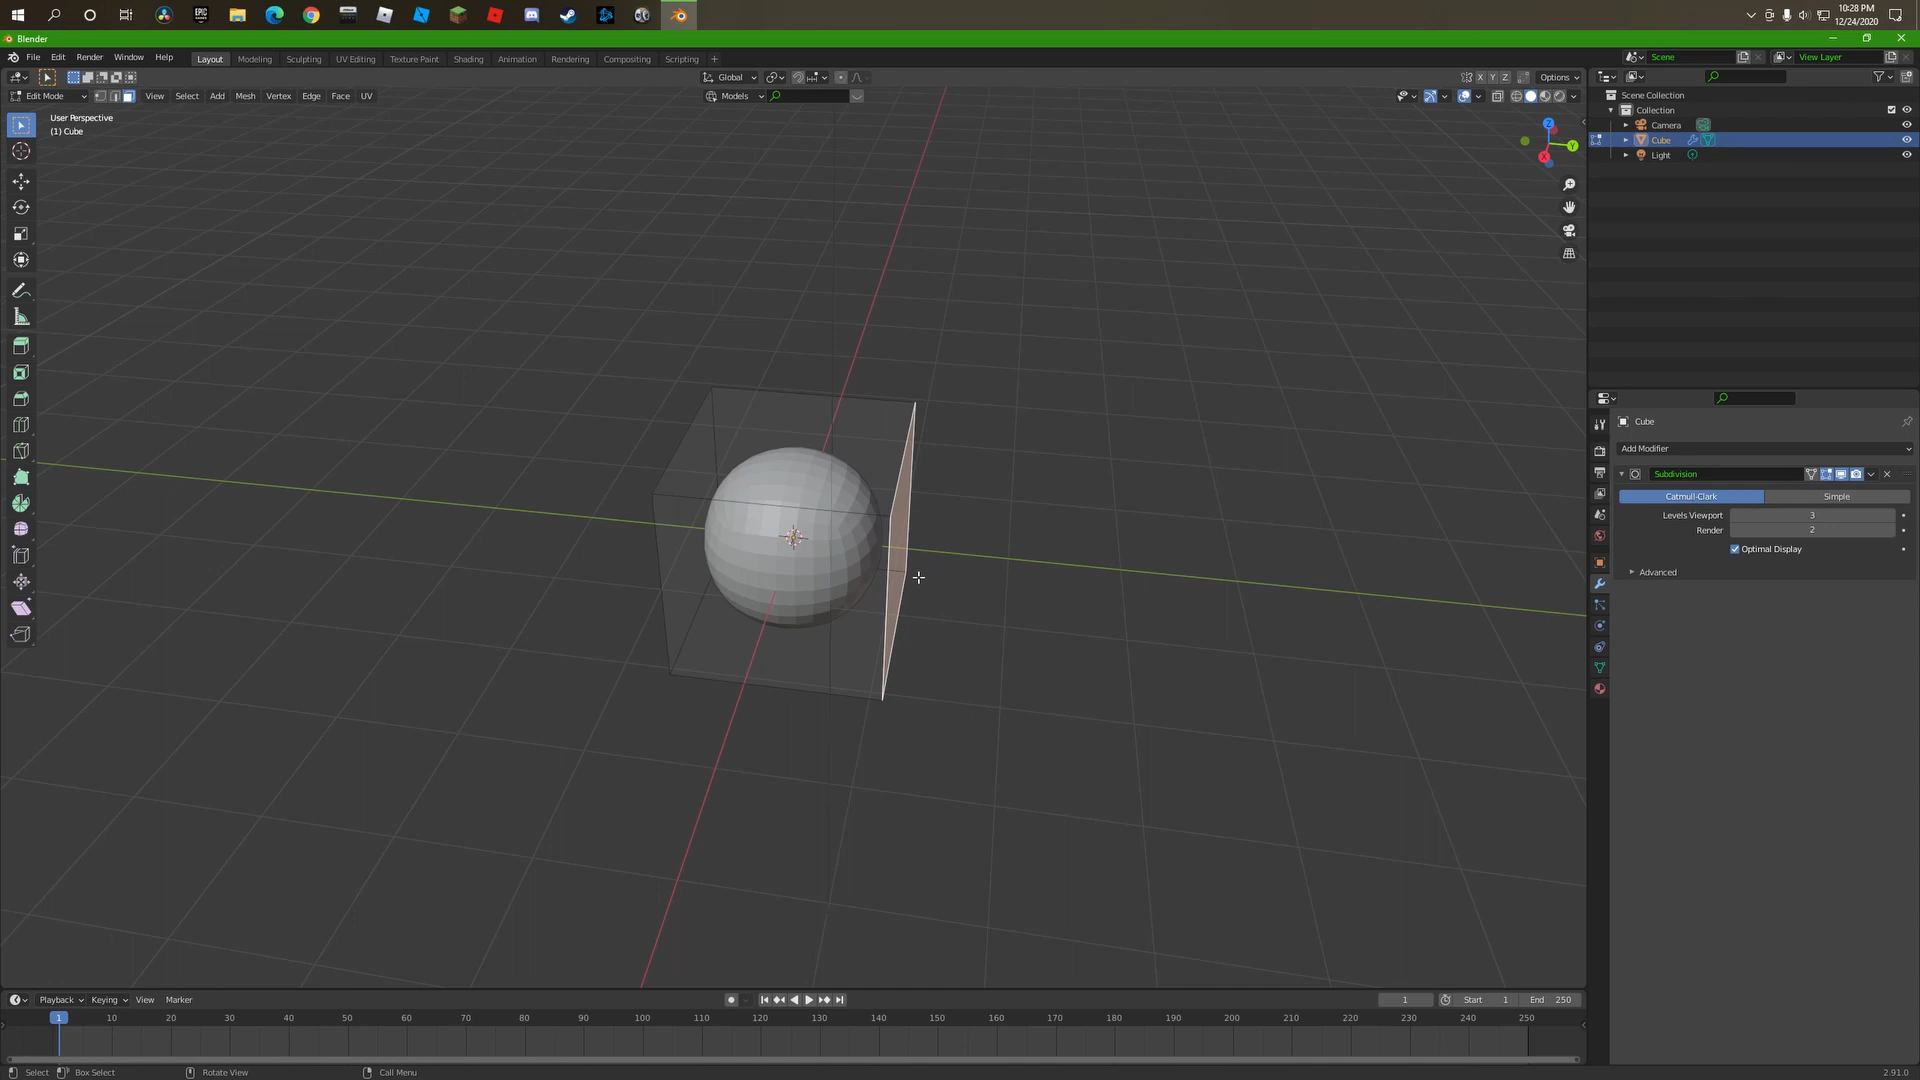 10:28 PM
12/24/2020
Blender
File Edit Render Window Help
Layout Modeling Sculpting UV Editing Texture Paint Shading Animation Rendering Compositing Scripting +
Scene View Layer
Global X Y Z Options
Edit Mode View Select Add Mesh Vertex Edge Face UV Models
User Perspective
(1) Cube
Z
Y
X
Scene Collection
Collection
Camera
Cube
Light
Cube
Add Modifier
Subdivision
Catmull-Clark Simple
Levels Viewport 3
Render 2
Optimal Display
Advanced
Playback Keying View Marker 1 Start 1 End 250
1 10 20 30 40 50 60 70 80 90 100 110 120 130 140 150 160 170 180 190 200 210 220 230 240 250
Select Box Select Rotate View Call Menu 2.91.0